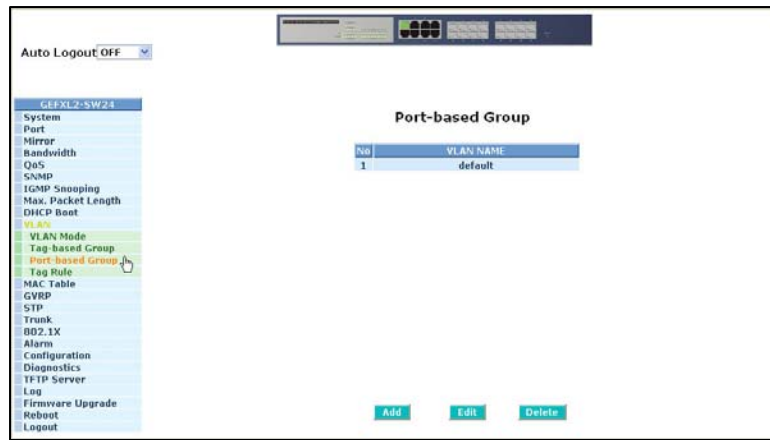 Auto Logout OFF
GEFXL2-SW24
System
Port
Mirror
Bandwidth
QoS
SNMP
IGMP Snooping
Max. Packet Length
DHCP Boot
VLAN
VLAN Mode
Tag-based Group
Port-based Group
Tag Rule
MAC Table
GVRP
STP
Trunk
802.1X
Alarm
Configuration
Diagnostics
TFTP Server
Log
Firmware Upgrade
Reboot
Logout
Port-based Group
No VLAN NAME
1 default
Add Edit Delete